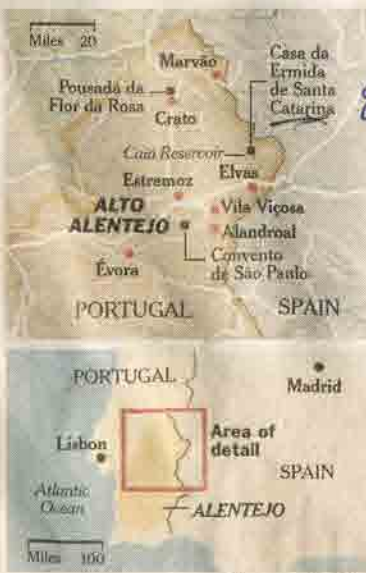 Miles 20
Marvão
Casa da
Ermida
de Santa
Catarina
Pousada da
Flor da Rosa
Crato
Caia Reservoir
Elvas
Estremoz
ALTO
ALENTEJO
Vila Viçosa
Alandroal
Convento
de São Paulo
Évora
PORTUGAL
SPAIN
PORTUGAL
Madrid
Lisbon
Area of
detail
SPAIN
Atlantic
Ocean
ALENTEJO
Miles 100